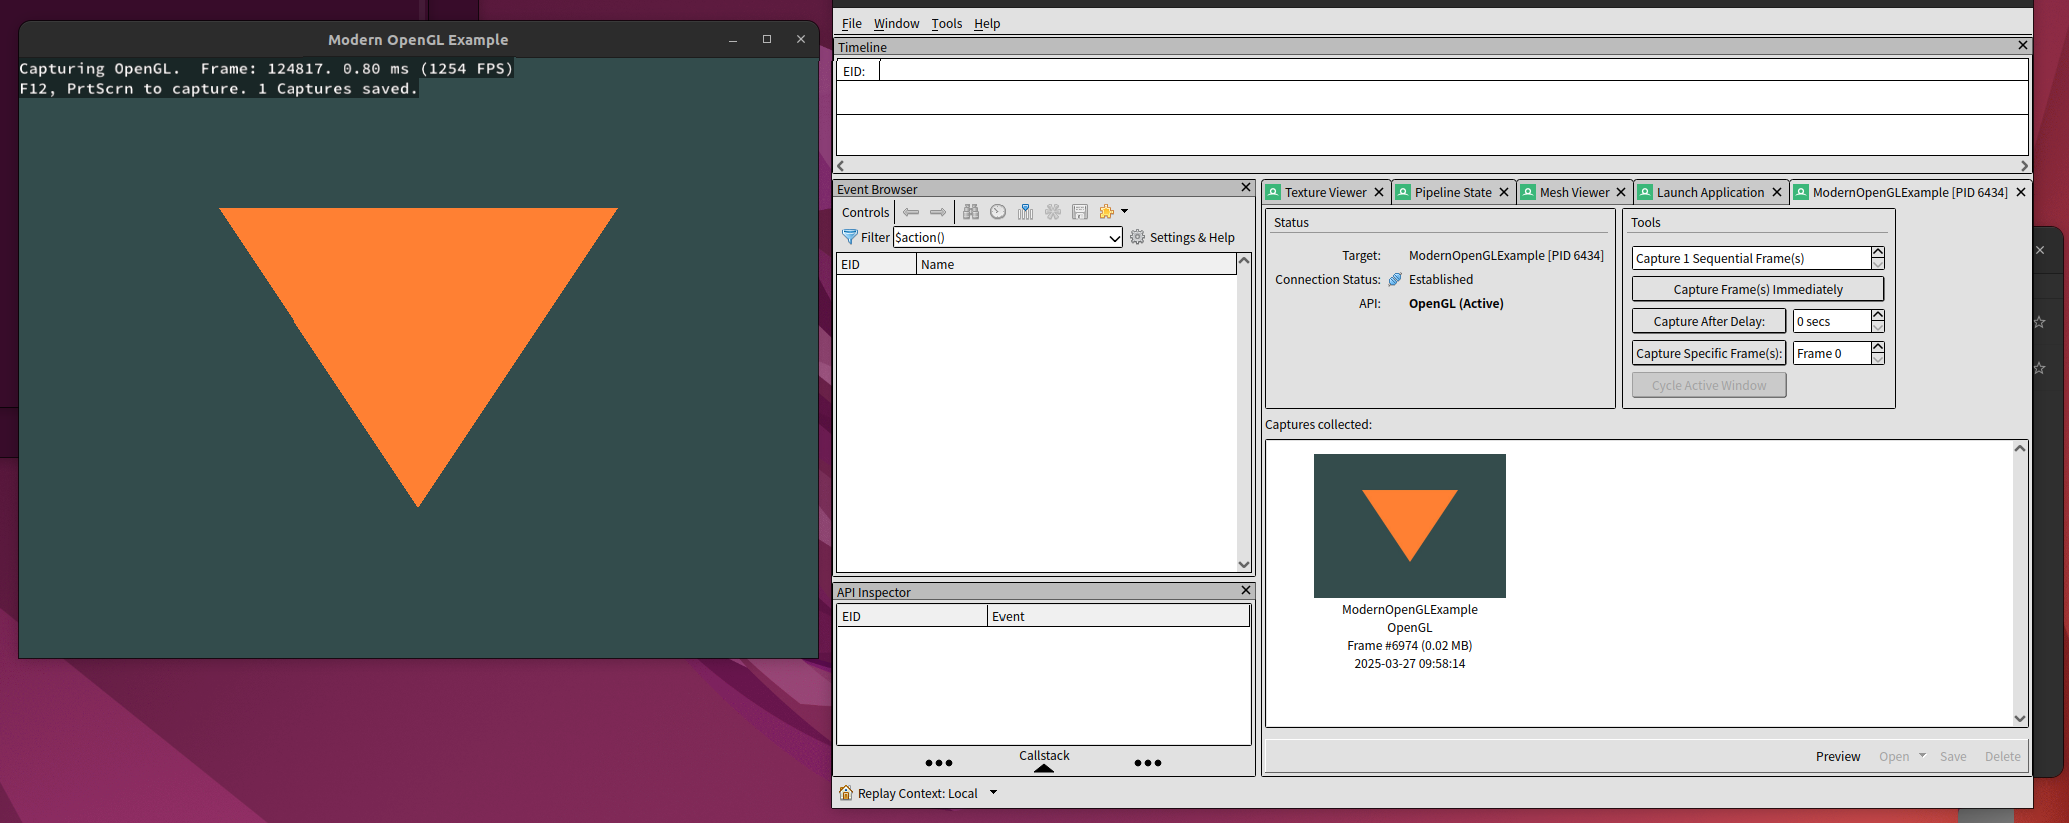 Modern OpenGL Example
Capturing OpenGL.  Frame: 124817. 0.80 ms (1254 FPS)
F12, PrtScrn to capture. 1 Captures saved.
File Window Tools Help
Timeline
EID:
Event Browser
Controls
Filter $action() Settings & Help
EID Name
API Inspector
EID Event
Callstack
Texture Viewer Pipeline State Mesh Viewer Launch Application ModernOpenGLExample [PID 6434]
Status
Target: ModernOpenGLExample [PID 6434]
Connection Status: Established
API: OpenGL (Active)
Tools
Capture 1 Sequential Frame(s)
Capture Frame(s) Immediately
Capture After Delay: 0 secs
Capture Specific Frame(s): Frame 0
Cycle Active Window
Captures collected:
ModernOpenGLExample
OpenGL
Frame #6974 (0.02 MB)
2025-03-27 09:58:14
Preview Open Save Delete
Replay Context: Local